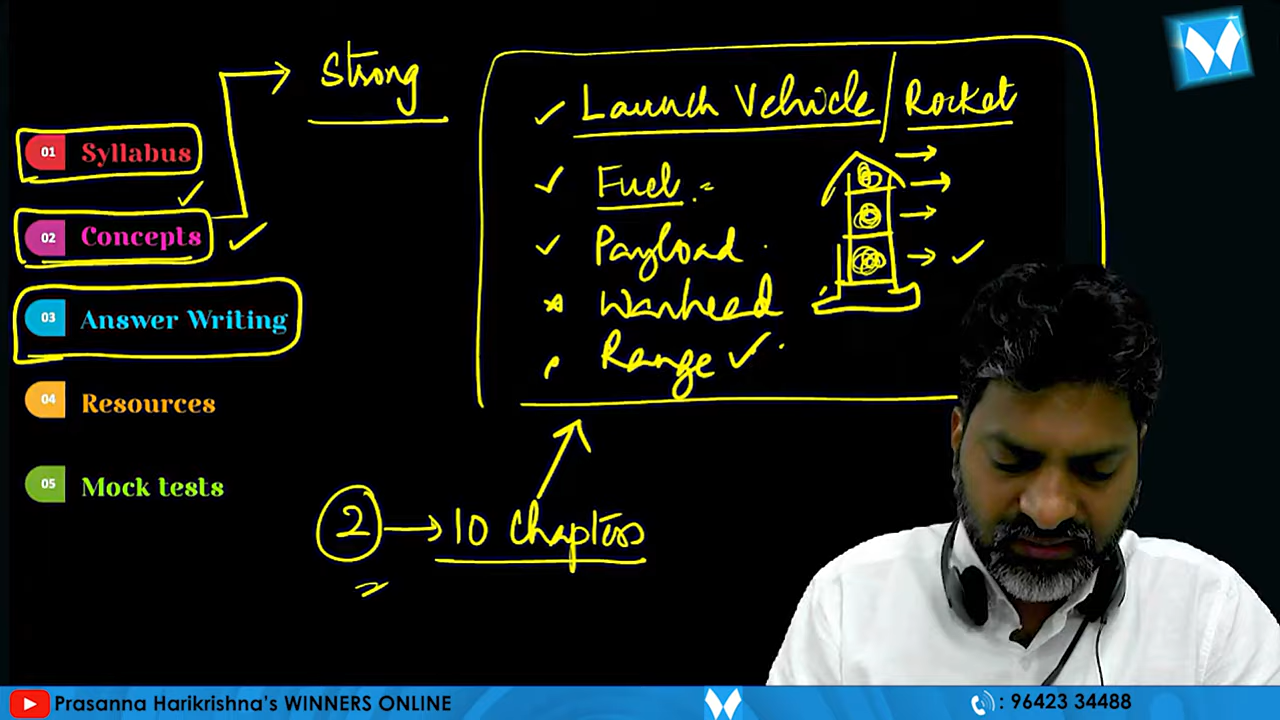 Strong
Launch Vehicle / Rocket
01 Syllabus
Fuel
02 Concepts
Payload
Warhead
03 Answer Writing
Range
04 Resources
05 Mock tests
2 → 10 Chapters
Prasanna Harikrishna's WINNERS ONLINE
: 96423 34488